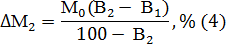 ΔM₂ = M₀(B₂ − B₁) / 100 − B₂, % (4)